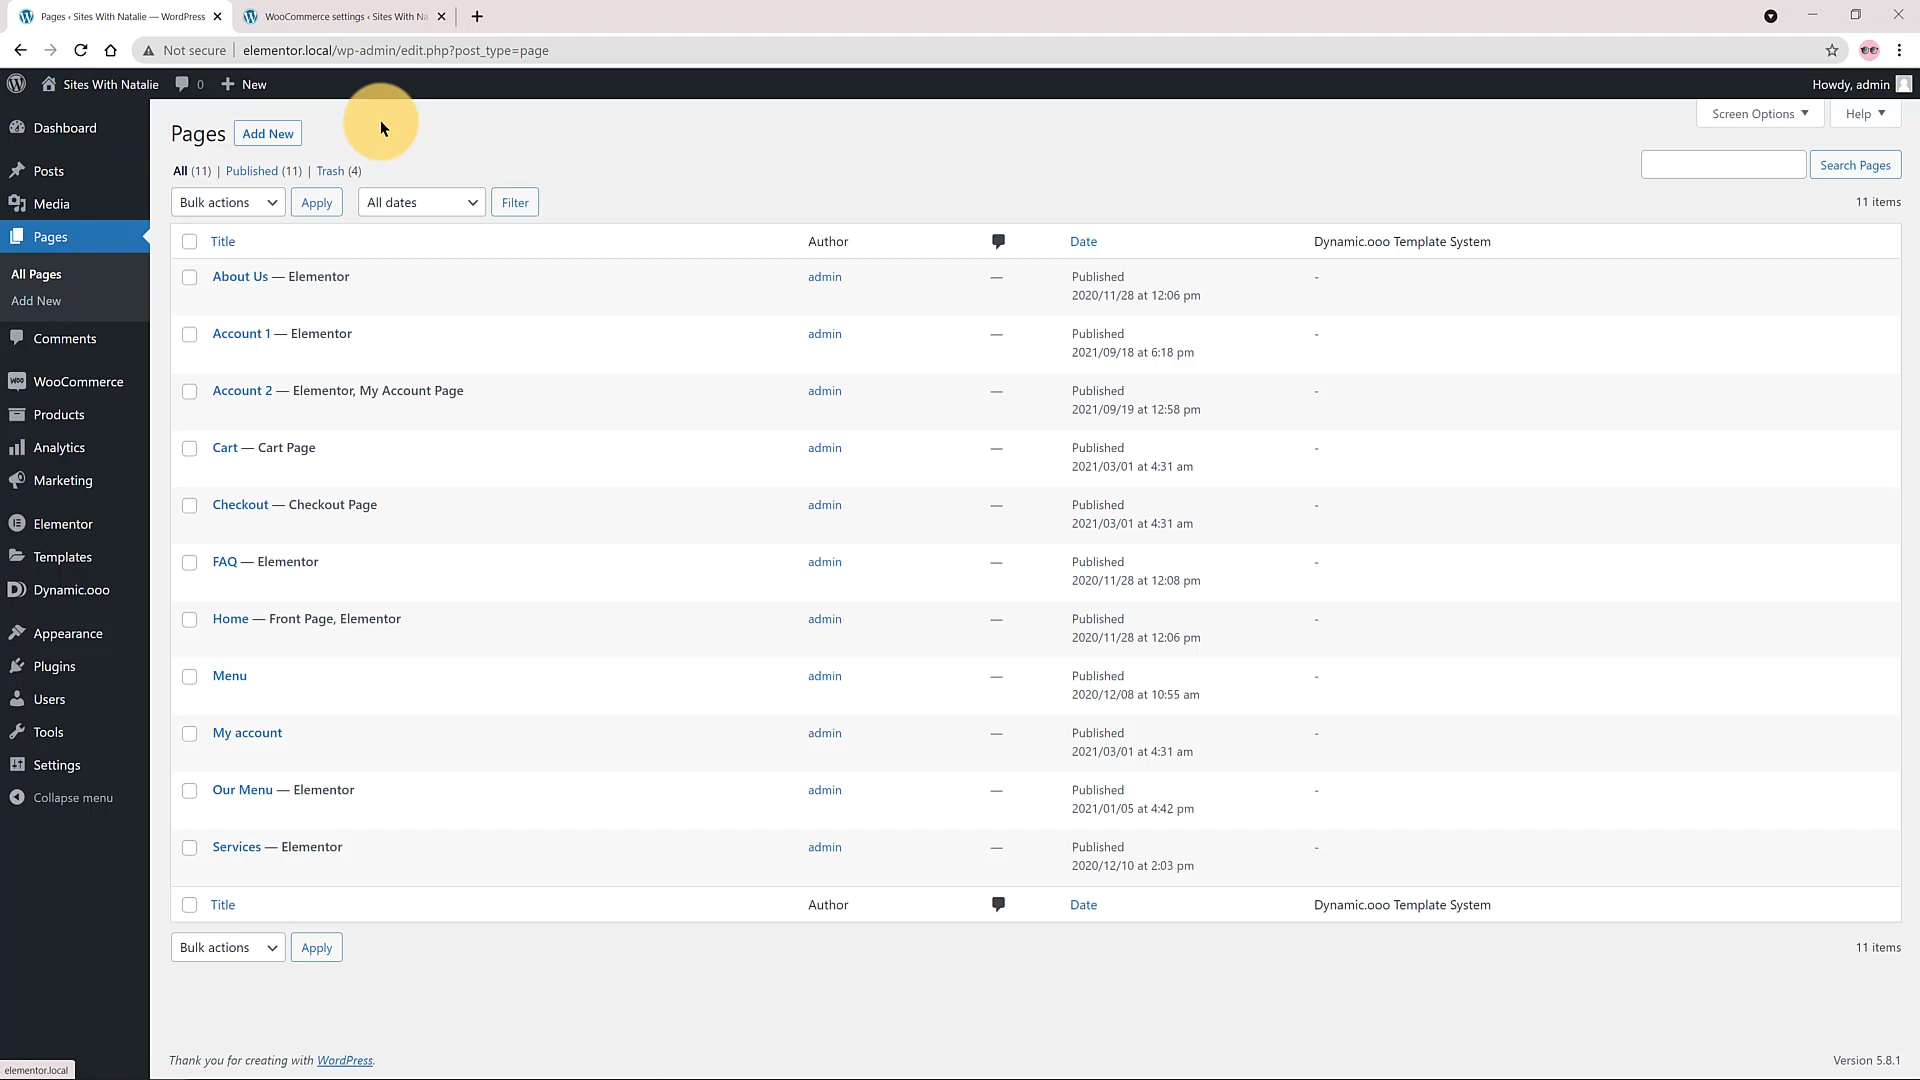 Pages ‹ Sites With Natalie — WordPress
WooCommerce settings ‹ Sites With Na
Not secure
elementor.local/wp-admin/edit.php?post_type=page
Sites With Natalie
0
New
Howdy, admin
Dashboard
Posts
Media
Pages
All Pages
Add New
Comments
WooCommerce
Products
Analytics
Marketing
Elementor
Templates
Dynamic.ooo
Appearance
Plugins
Users
Tools
Settings
Collapse menu
Screen Options
Help
Pages
Add New
All (11) | Published (11) | Trash (4)
Search Pages
Bulk actions
Apply
All dates
Filter
11 items
Title Author Date Dynamic.ooo Template System
About Us — Elementor admin — Published -
2020/11/28 at 12:06 pm
Account 1 — Elementor admin — Published -
2021/09/18 at 6:18 pm
Account 2 — Elementor, My Account Page admin — Published -
2021/09/19 at 12:58 pm
Cart — Cart Page admin — Published -
2021/03/01 at 4:31 am
Checkout — Checkout Page admin — Published -
2021/03/01 at 4:31 am
FAQ — Elementor admin — Published -
2020/11/28 at 12:08 pm
Home — Front Page, Elementor admin — Published -
2020/11/28 at 12:06 pm
Menu admin — Published -
2020/12/08 at 10:55 am
My account admin — Published -
2021/03/01 at 4:31 am
Our Menu — Elementor admin — Published -
2021/01/05 at 4:42 pm
Services — Elementor admin — Published -
2020/12/10 at 2:03 pm
Title Author Date Dynamic.ooo Template System
Bulk actions
Apply
11 items
Thank you for creating with WordPress.
Version 5.8.1
elementor.local